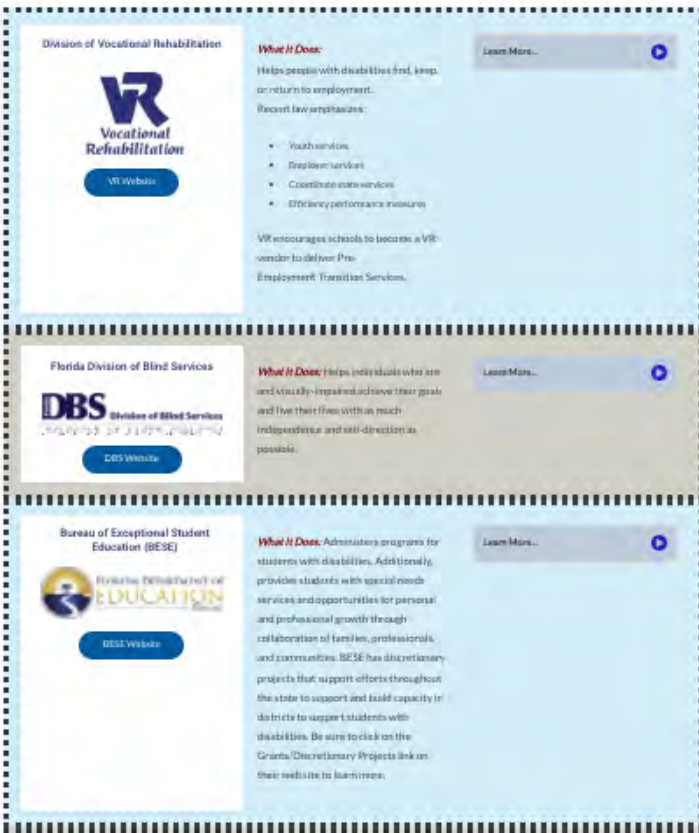 Division of Vocational Rehabilitation
VR
Vocational
Rehabilitation
VR Website
What It Does:
Helps people with disabilities find, keep,
or return to employment.
Recent law emphasizes:
Youth services
Employer services
Coordinate state services
Efficiency performance measures
VR encourages schools to become a VR
vendor to deliver Pre-
Employment Transition Services.
Learn More...
Florida Division of Blind Services
DBS Division of Blind Services
DBS Website
What It Does: Helps individuals who are
and visually-impaired achieve their goals
and live their lives with as much
independence and self-direction as
possible.
Learn More...
Bureau of Exceptional Student
Education (BESE)
FLORIDA DEPARTMENT OF
EDUCATION
BESE Website
What It Does: Administers programs for
students with disabilities. Additionally,
provides students with special needs
services and opportunities for personal
and professional growth through
collaboration of families, professionals,
and communities. BESE has discretionary
projects that support efforts throughout
the state to support and build capacity in
districts to support students with
disabilities. Be sure to click on the
Grants/Discretionary Projects link on
their website to learn more.
Learn More...